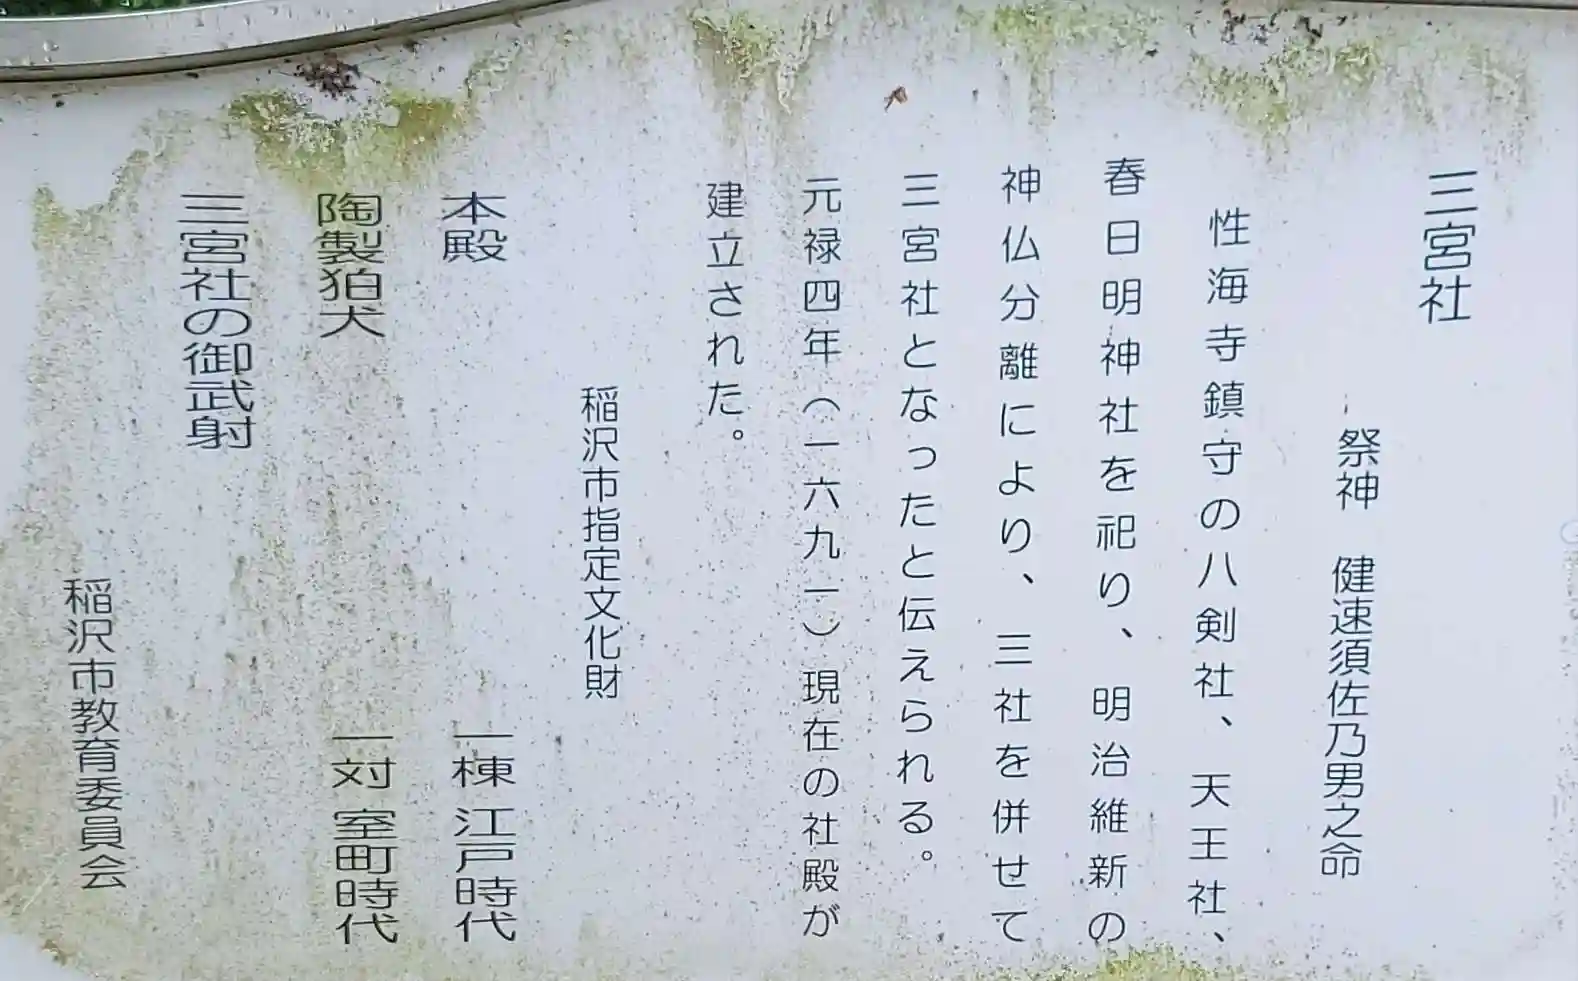 三宮社
祭神　健速須佐乃男之命
性海寺鎮守の八剣社、天王社、
春日明神社を祀り、明治維新の
神仏分離により、三社を併せて
三宮社となったと伝えられる。
元禄四年（一六九一）現在の社殿が
建立された。
稲沢市指定文化財
本殿　一棟 江戸時代
陶製狛犬　一対 室町時代
三宮社の御武射
稲沢市教育委員会